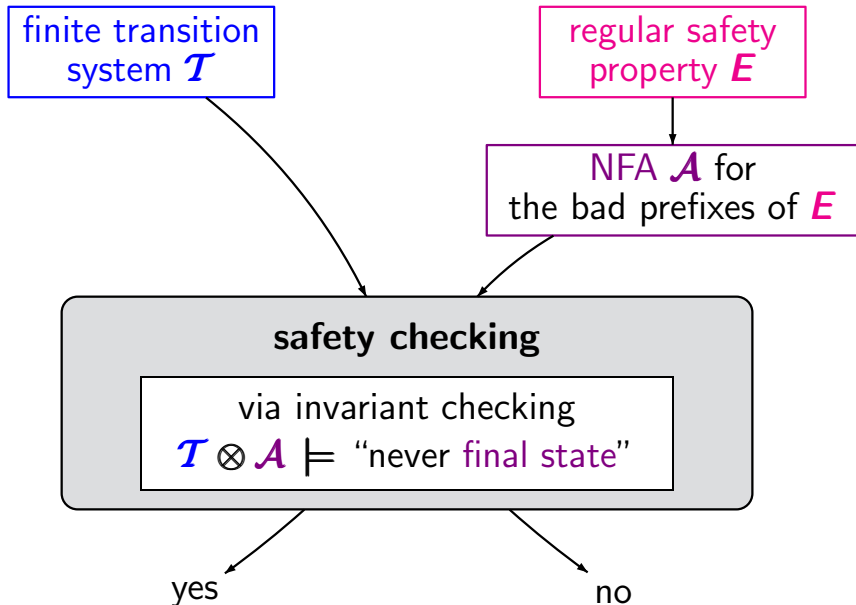 finite transition
system 𝓣
regular safety
property E
NFA 𝓐 for
the bad prefixes of E
safety checking
via invariant checking
𝓣 ⊗ 𝓐 ⊨ “never final state”
yes
no